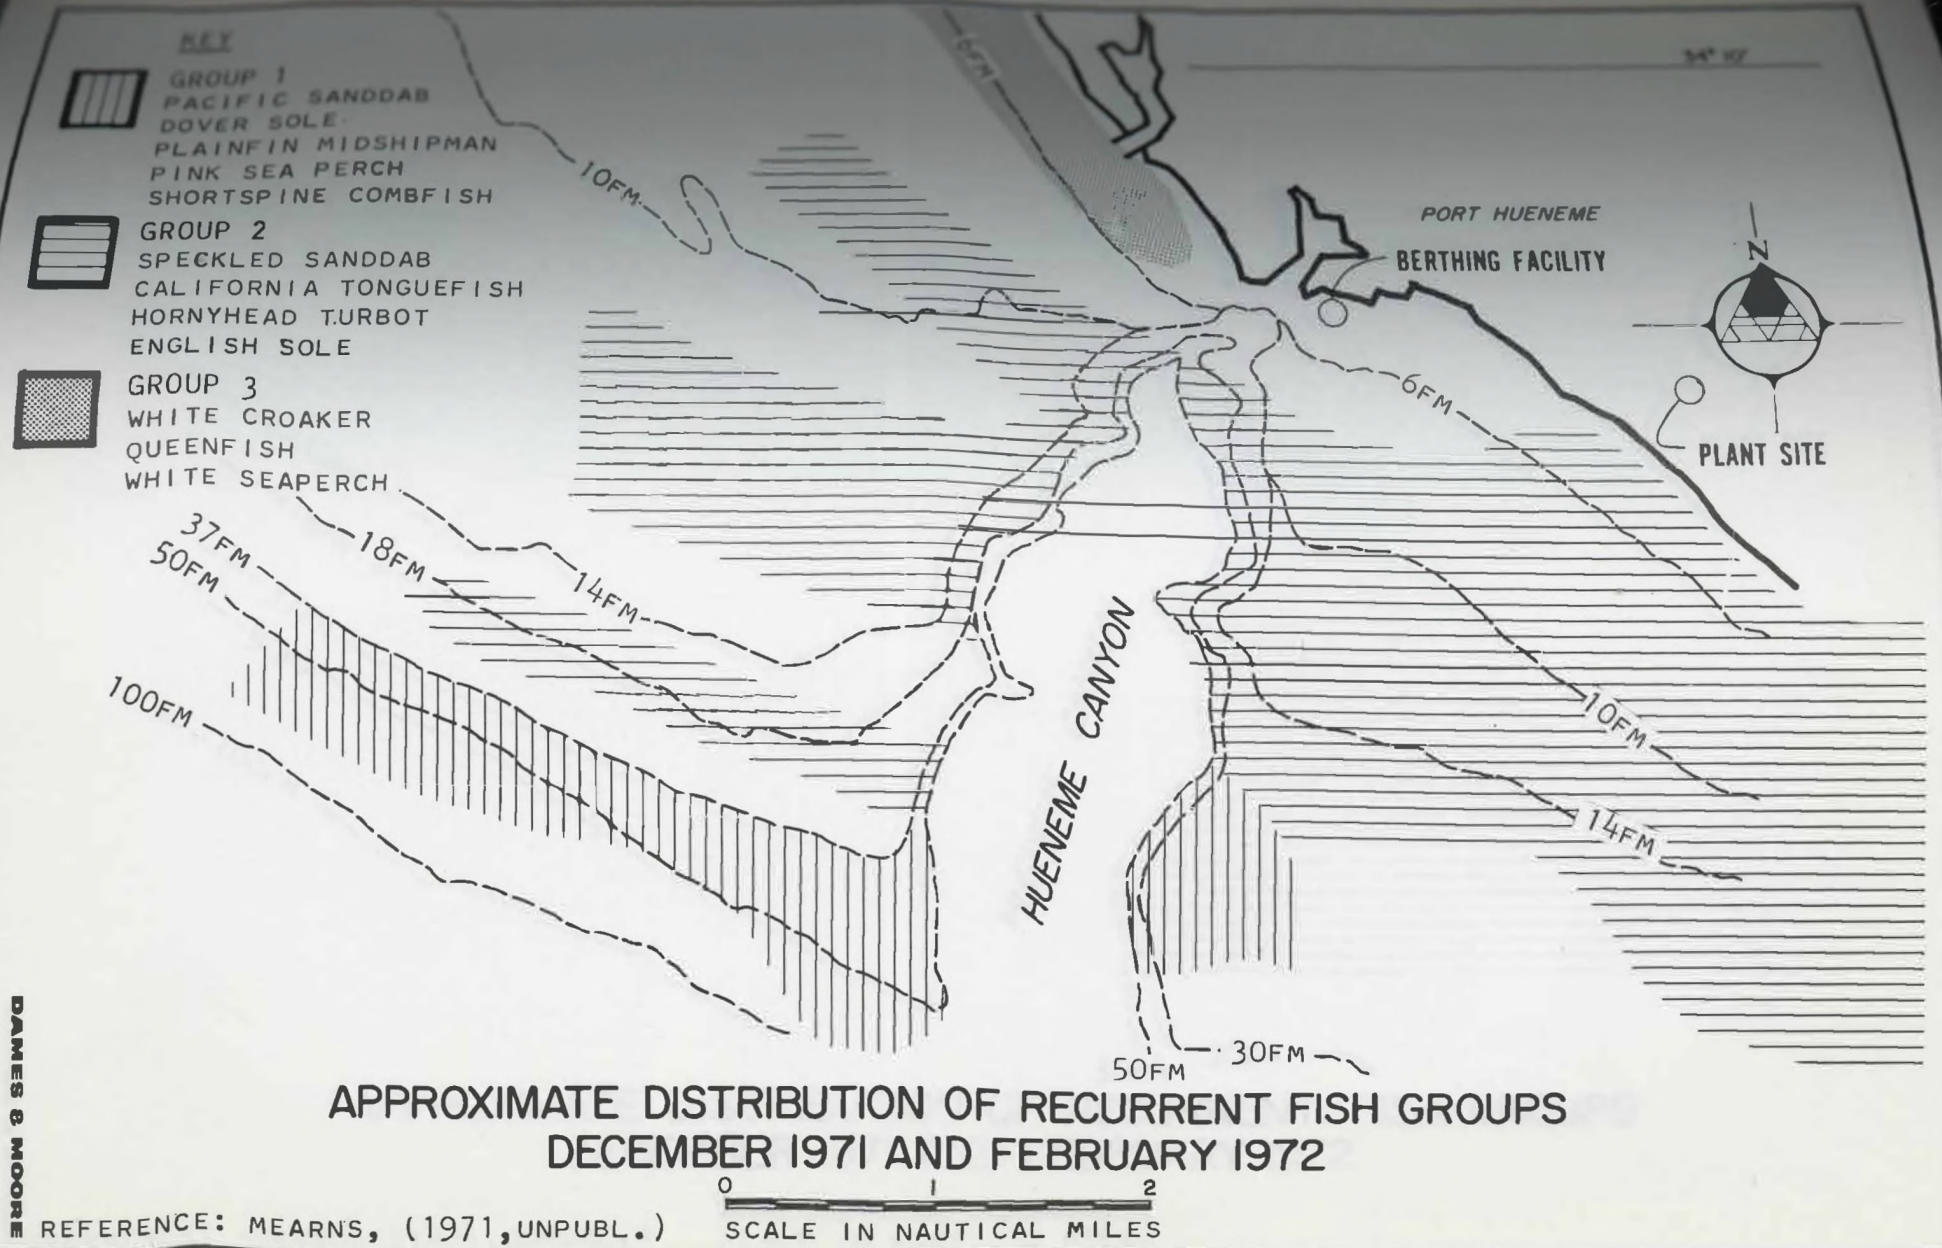 KEY
GROUP 1
PACIFIC SANDDAB
DOVER SOLE
PLAINFIN MIDSHIPMAN
PINK SEA PERCH
SHORTSPINE COMBFISH
GROUP 2
SPECKLED SANDDAB
CALIFORNIA TONGUEFISH
HORNYHEAD TURBOT
ENGLISH SOLE
GROUP 3
WHITE CROAKER
QUEENFISH
WHITE SEAPERCH
6FM
10FM
34° 10'
PORT HUENEME
BERTHING FACILITY
N
6FM
PLANT SITE
37FM
50FM
18FM
14FM
100FM
HUENEME CANYON
10FM
14FM
30FM
50FM
APPROXIMATE DISTRIBUTION OF RECURRENT FISH GROUPS
DECEMBER 1971 AND FEBRUARY 1972
0 1 2
SCALE IN NAUTICAL MILES
REFERENCE: MEARNS, (1971, UNPUBL.)
DAMES & MOORE